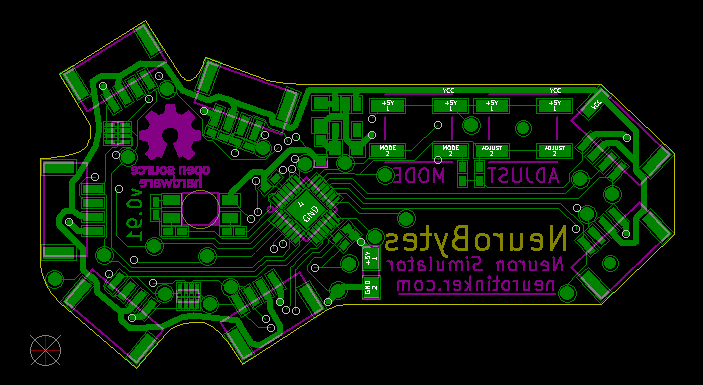 VCC
VCC
VCC
+5V
1
+5V
1
+5V
1
+5V
1
MODE
2
MODE
2
ADJUST
2
ADJUST
2
MODE
ADJUST
open source
hardware
v0.91
4
GND
NeuroBytes
Neuron Simulator
neurotinker.com
+5V
1
GND
2